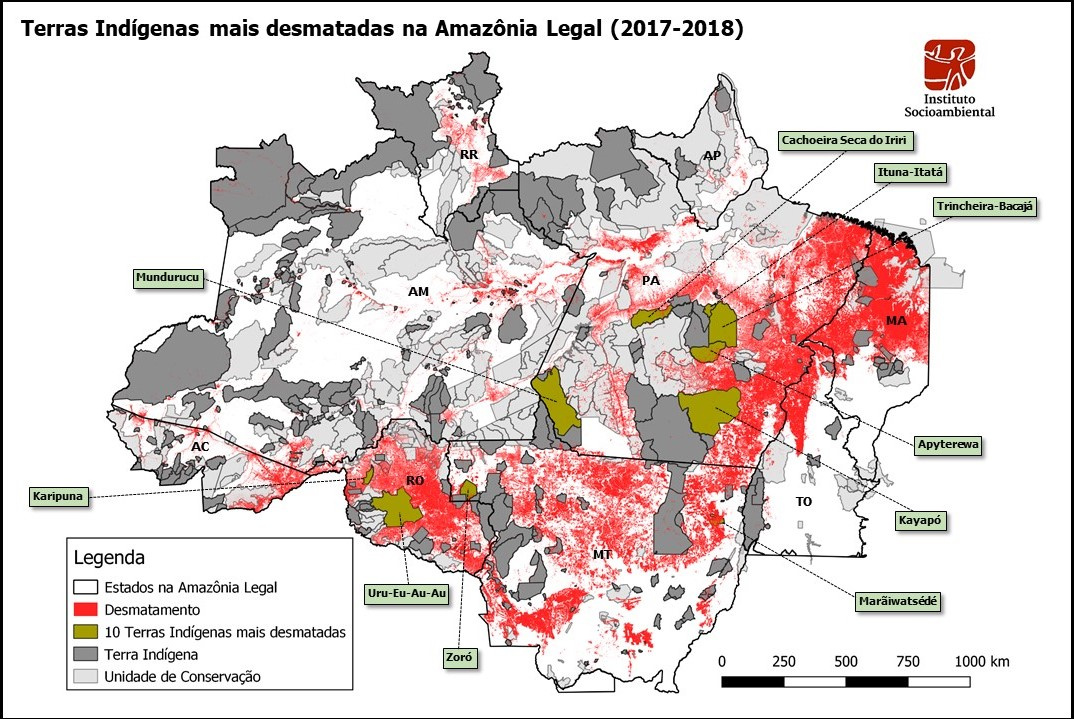 Terras Indígenas mais desmatadas na Amazônia Legal (2017-2018)
Instituto
Socioambiental
Cachoeira Seca do Iriri
Ituna-Itatá
Trincheira-Bacajá
RR
AP
Mundurucu
AM
PA
MA
Apyterewa
AC
RO
Karipuna
TO
Kayapó
MT
Uru-Eu-Au-Au
Marãiwatsédé
Zoró
Legenda
Estados na Amazônia Legal
Desmatamento
10 Terras Indígenas mais desmatadas
Terra Indígena
Unidade de Conservação
0 250 500 750 1000 km